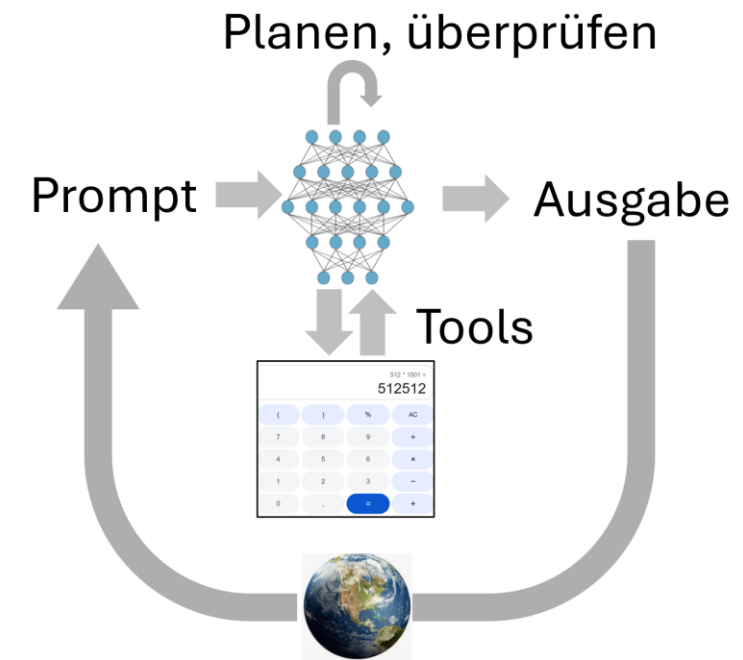 Planen, überprüfen
Prompt
Ausgabe
Tools
512 * 1001 =
512512
( ) % AC
7 8 9 ÷
4 5 6 ×
1 2 3 −
0 , = +